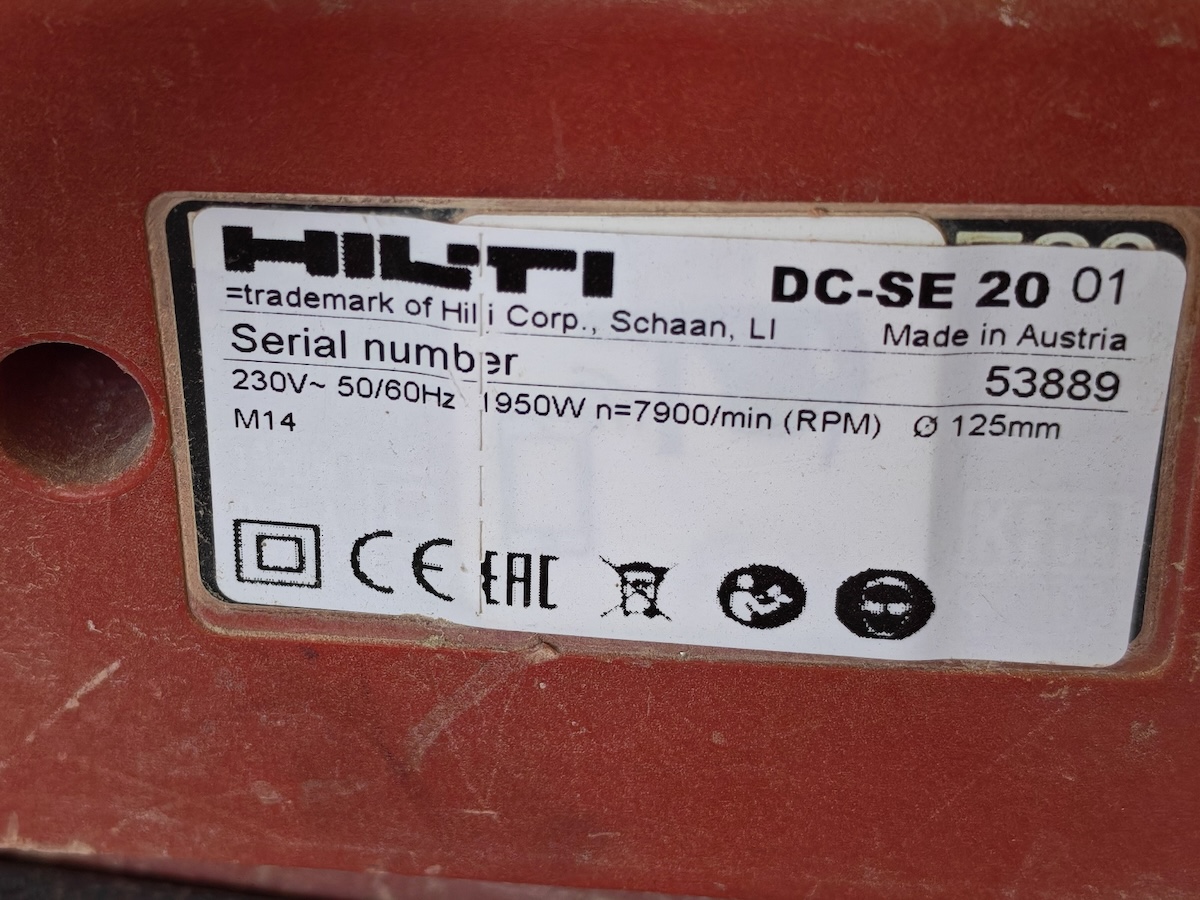 HILTI
DC-SE 20 01
=trademark of Hilti Corp., Schaan, LI
Made in Austria
Serial number
53889
230V~ 50/60Hz 1950W n=7900/min (RPM) Ø 125mm
M14
CE EAC